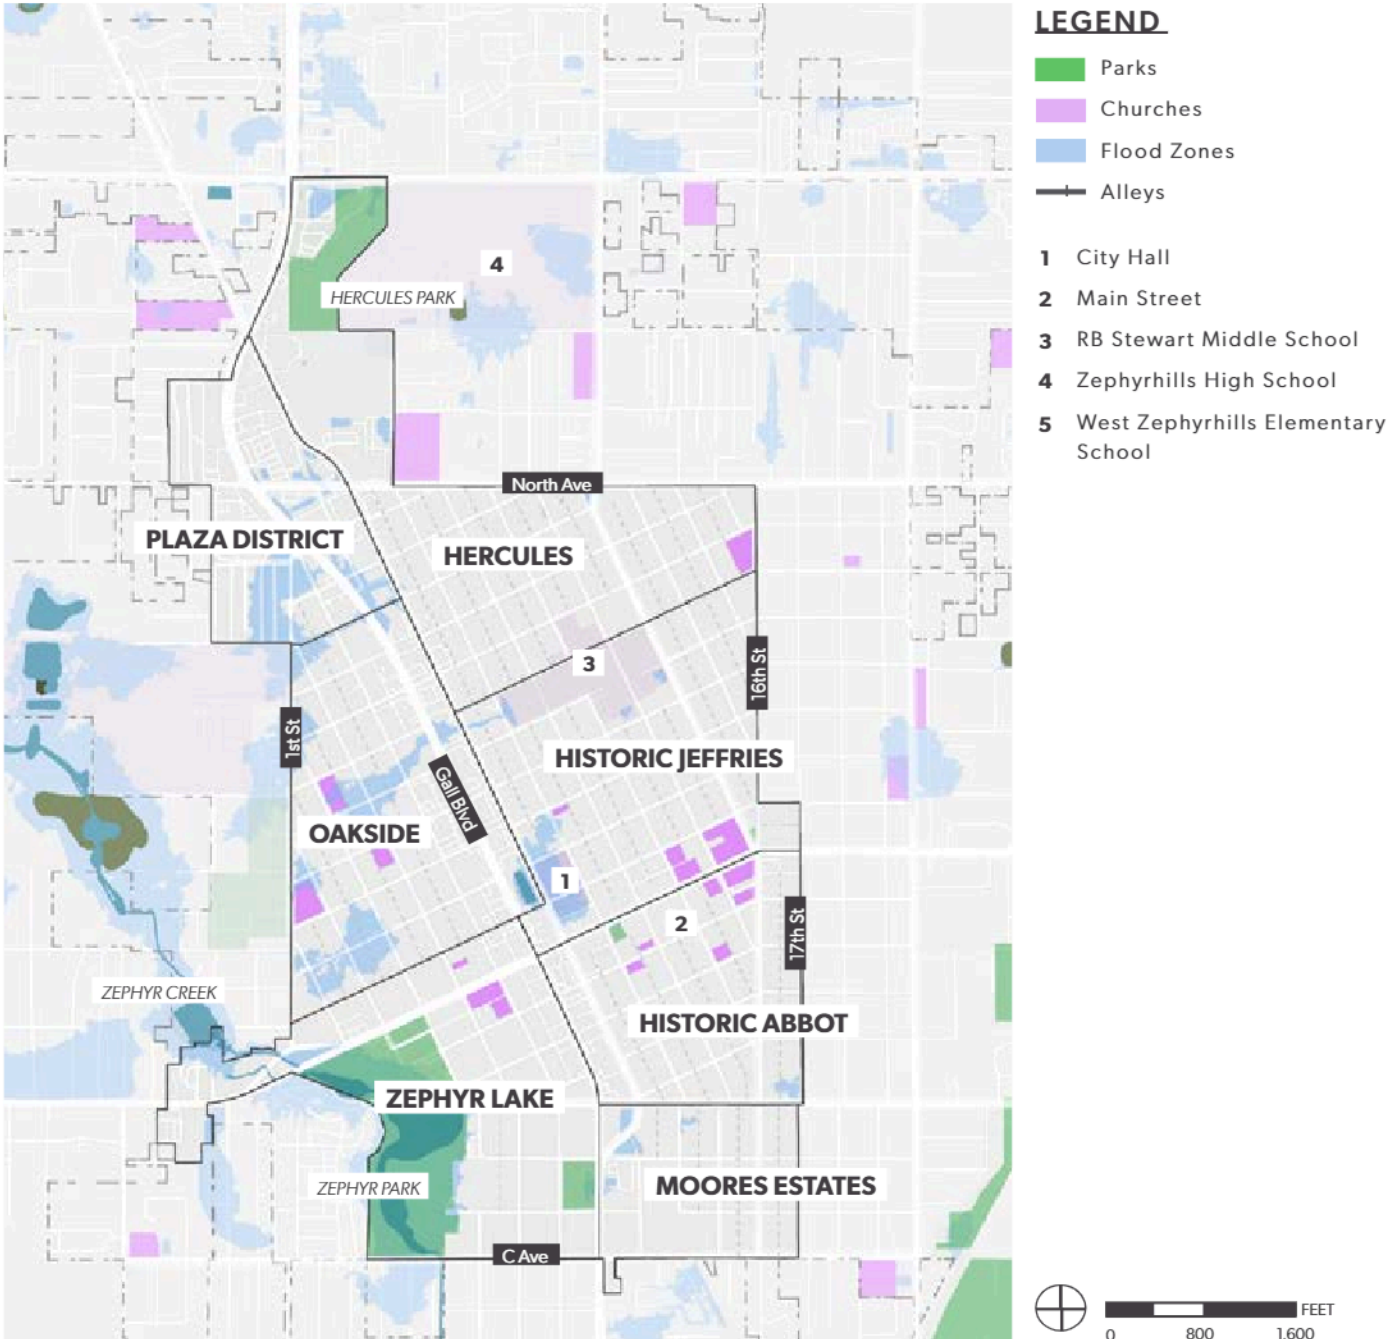 LEGEND
Parks
Churches
Flood Zones
Alleys
1 City Hall
2 Main Street
3 RB Stewart Middle School
4 Zephyrhills High School
5 West Zephyrhills Elementary
School
4
HERCULES PARK
North Ave
PLAZA DISTRICT
HERCULES
3
16th St
1st St
HISTORIC JEFFRIES
Gall Blvd
OAKSIDE
1
2
17th St
ZEPHYR CREEK
HISTORIC ABBOT
ZEPHYR LAKE
ZEPHYR PARK
MOORES ESTATES
C Ave
FEET
0 800 1,600